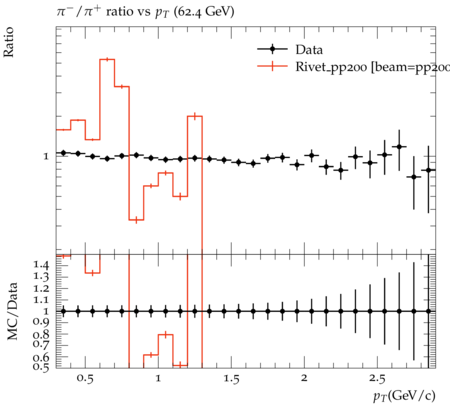 π⁻/π⁺ ratio vs p_T (62.4 GeV)
Ratio
Data
Rivet_pp200 [beam=pp200
1
MC/Data
1.4
1.3
1.2
1.1
1
0.9
0.8
0.7
0.6
0.5
0.5 1 1.5 2 2.5
p_T(GeV/c)